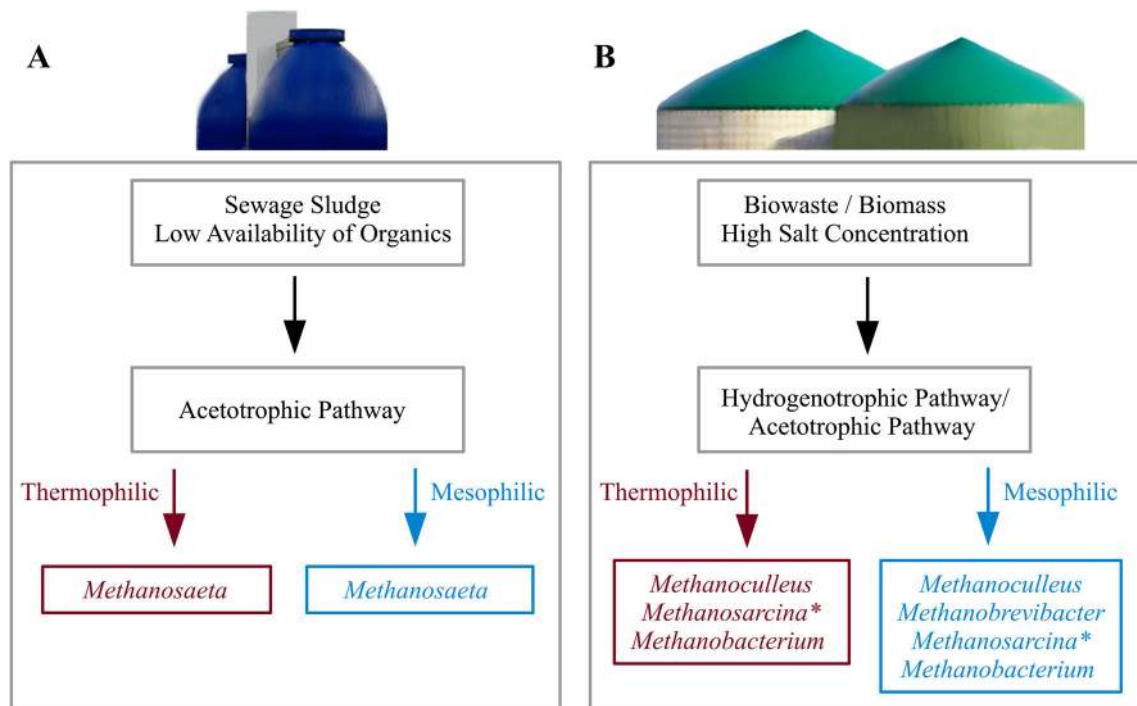 A
Sewage Sludge
Low Availability of Organics
Acetotrophic Pathway
Thermophilic
Mesophilic
Methanosaeta
Methanosaeta
B
Biowaste / Biomass
High Salt Concentration
Hydrogenotrophic Pathway/
Acetotrophic Pathway
Thermophilic
Mesophilic
Methanoculleus
Methanosarcina*
Methanobacterium
Methanoculleus
Methanobrevibacter
Methanosarcina*
Methanobacterium